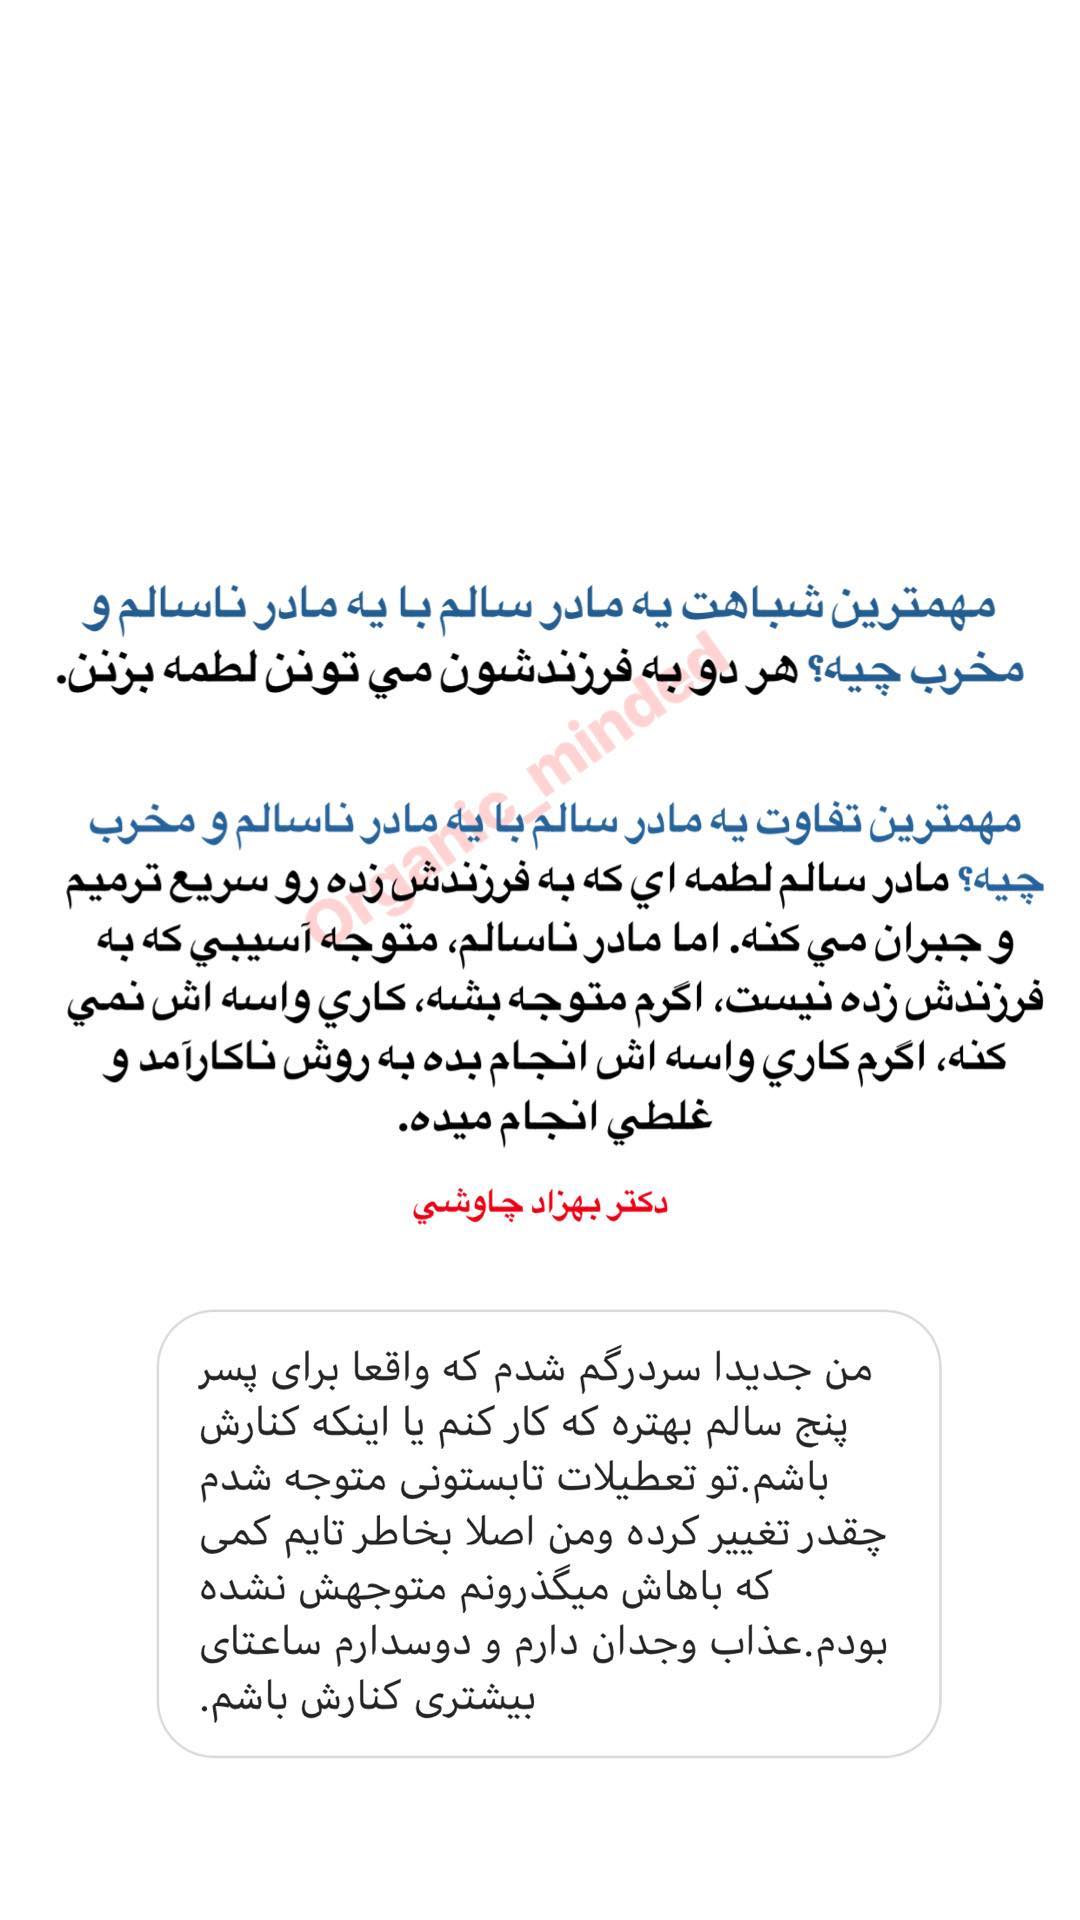 مهمترين شباهت يه مادر سالم با يه مادر ناسالم و
مخرب چيه؟ هر دو به فرزندشون مي تونن لطمه بزنن.
Organic_minded
مهمترين تفاوت يه مادر سالم با يه مادر ناسالم و مخرب
چيه؟ مادر سالم لطمه اي كه به فرزندش زده رو سريع ترميم
و جبران مي كنه. اما مادر ناسالم، متوجه آسيبي كه به
فرزندش زده نيست، اگرم متوجه بشه، كاري واسه اش نمي
كنه، اگرم كاري واسه اش انجام بده به روش ناكارآمد و
غلطي انجام ميده.
دكتر بهزاد چاوشي
من جدیدا سردرگم شدم که واقعا برای پسر
پنج سالم بهتره که کار کنم یا اینکه کنارش
باشم.تو تعطیلات تابستونی متوجه شدم
چقدر تغییر کرده ومن اصلا بخاطر تایم کمی
که باهاش میگذرونم متوجهش نشده
بودم.عذاب وجدان دارم و دوسدارم ساعتای
بیشتری کنارش باشم.